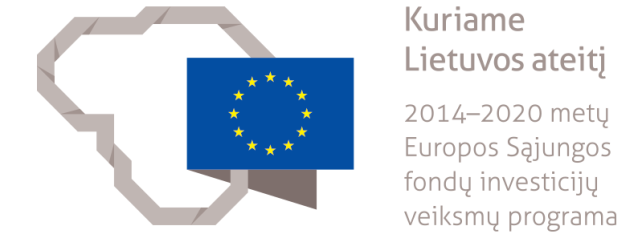 Kuriame
Lietuvos ateitį
2014–2020 metų
Europos Sąjungos
fondų investicijų
veiksmų programa